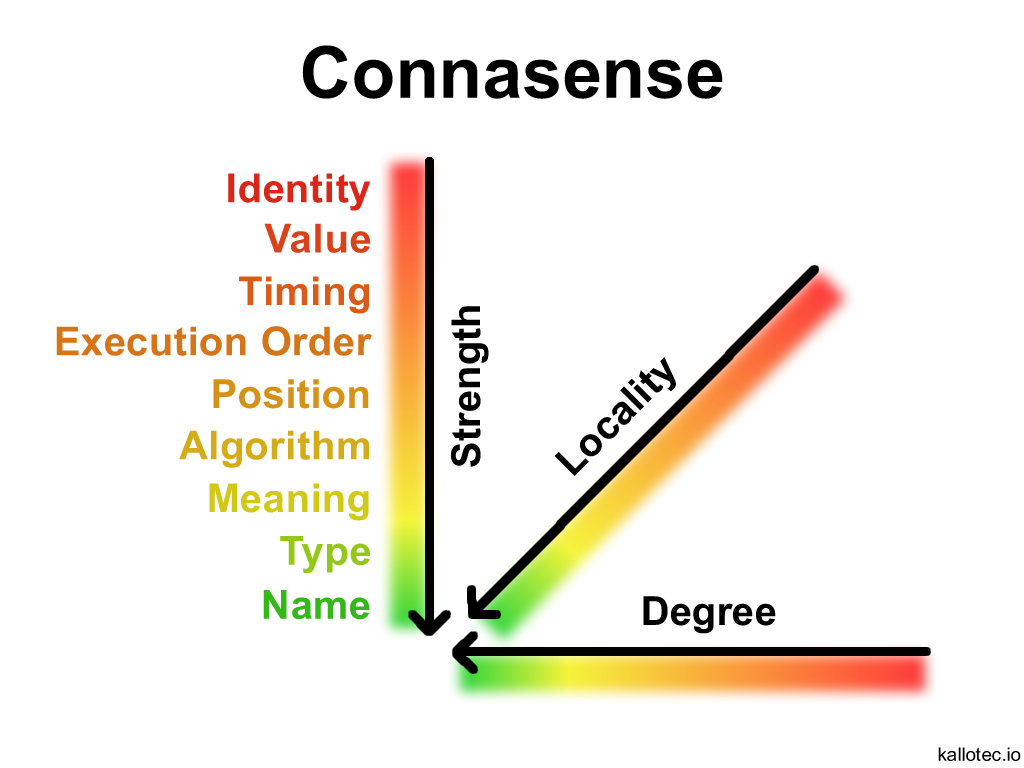 Connasense
Identity
Value
Timing
Execution Order
Position
Algorithm
Meaning
Type
Name
Strength
Locality
Degree
kallotec.io